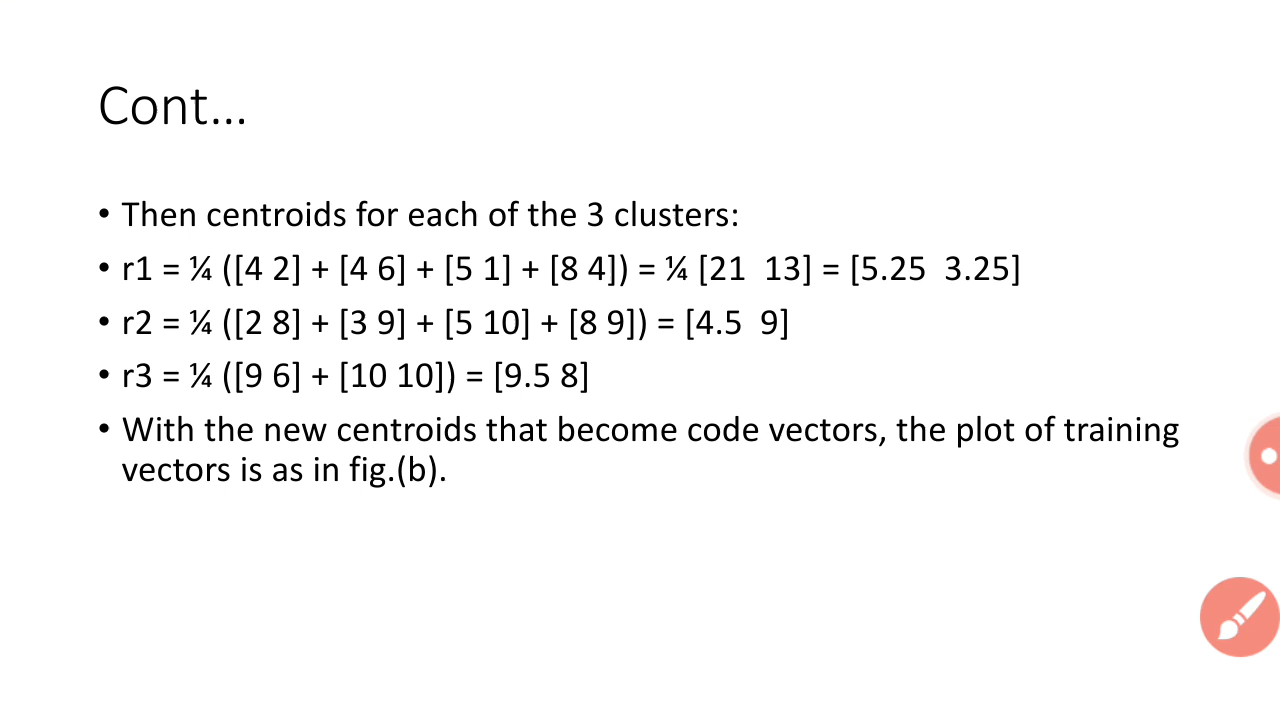 Cont...
• Then centroids for each of the 3 clusters:
• r1 = ¼ ([4 2] + [4 6] + [5 1] + [8 4]) = ¼ [21  13] = [5.25  3.25]
• r2 = ¼ ([2 8] + [3 9] + [5 10] + [8 9]) = [4.5  9]
• r3 = ¼ ([9 6] + [10 10]) = [9.5 8]
• With the new centroids that become code vectors, the plot of training
vectors is as in fig.(b).